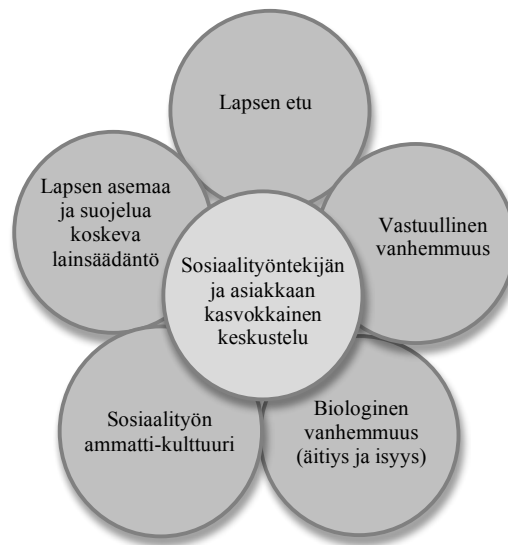 Lapsen etu
Lapsen asemaa
ja suojelua
koskeva
lainsäädäntö
Vastuullinen
vanhemmuus
Sosiaalityöntekijän
ja asiakkaan
kasvokkainen
keskustelu
Sosiaalityön
ammatti-kulttuuri
Biologinen
vanhemmuus
(äitiys ja isyys)